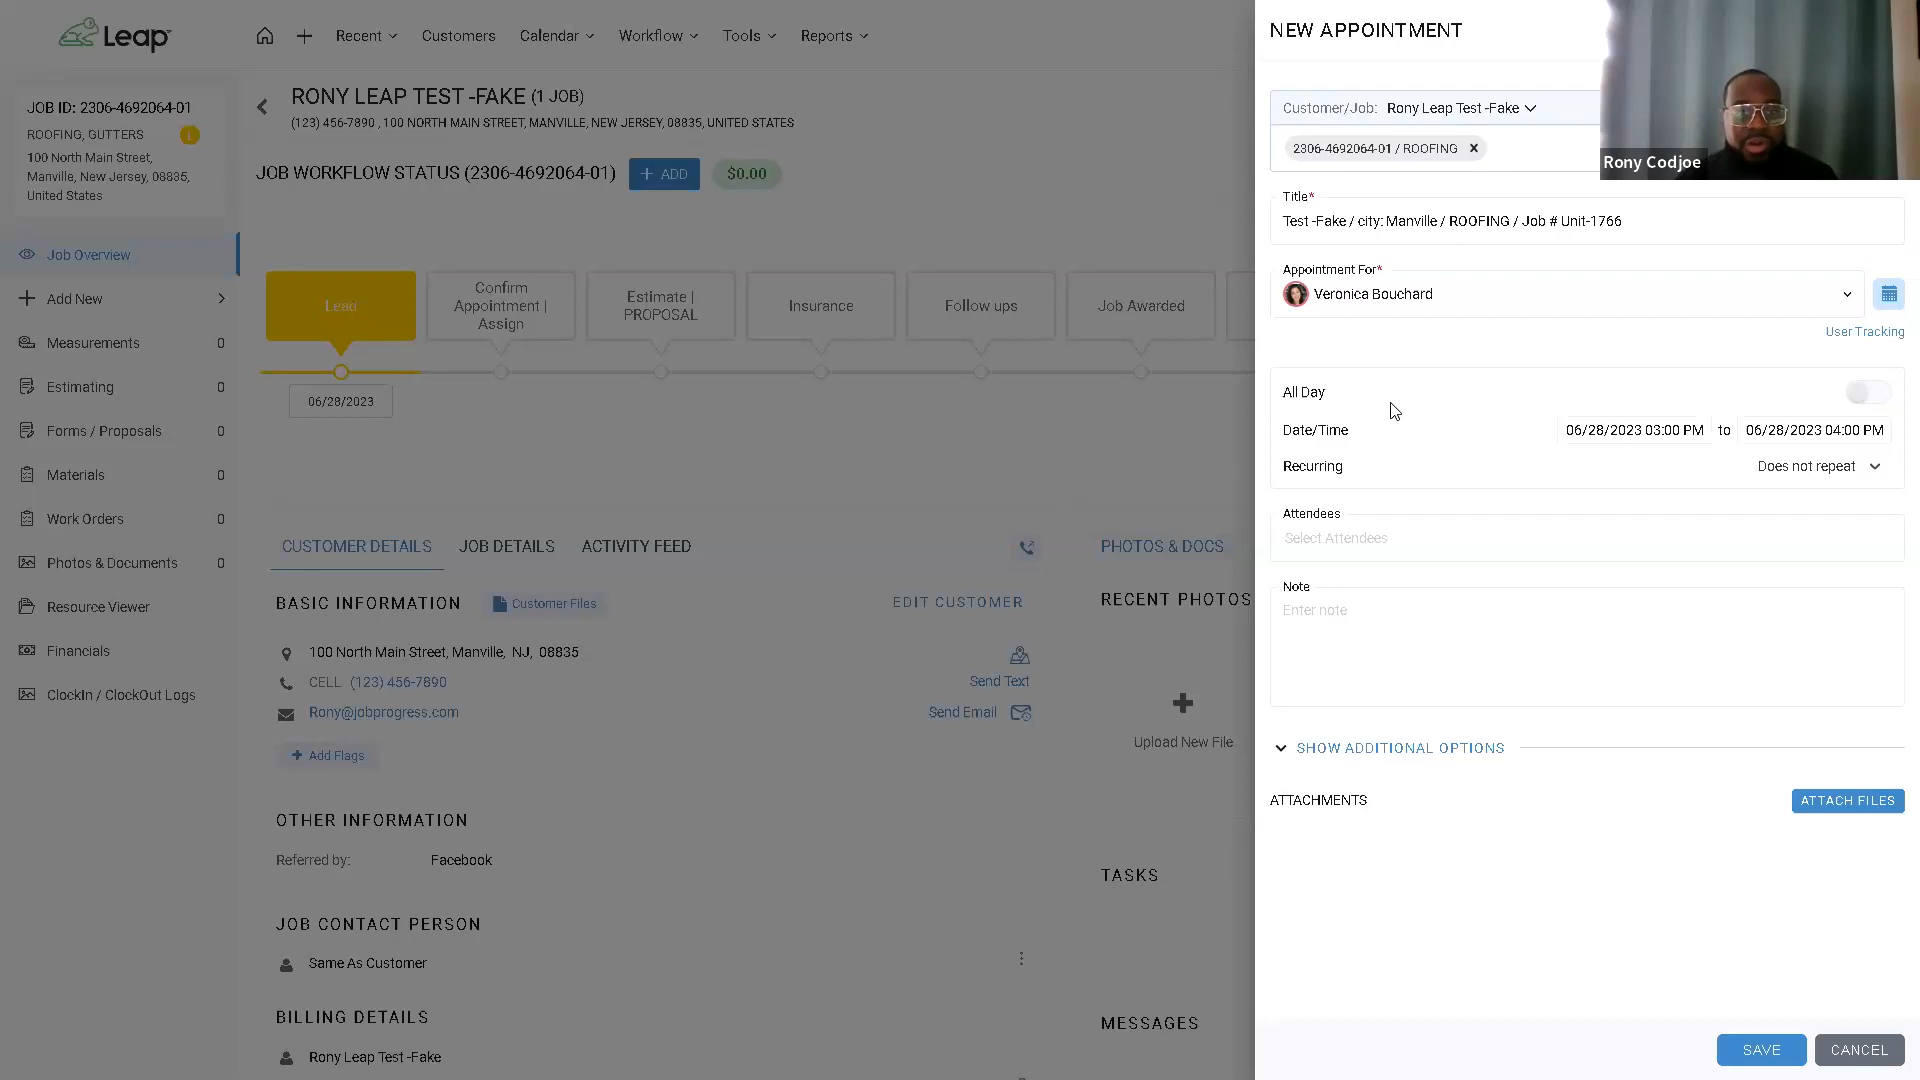 Leap
Recent
Customers
Calendar
Workflow
Tools
Reports
JOB ID: 2306-4692064-01
ROOFING, GUTTERS
L
100 North Main Street,
Manville, New Jersey, 08835,
United States
Job Overview
Add New
Measurements 0
Estimating 0
Forms / Proposals 0
Materials 0
Work Orders 0
Photos & Documents 0
Resource Viewer
Financials
ClockIn / ClockOut Logs
RONY LEAP TEST -FAKE (1 JOB)
(123) 456-7890 , 100 NORTH MAIN STREET, MANVILLE, NEW JERSEY, 08835, UNITED STATES
JOB WORKFLOW STATUS (2306-4692064-01)
+ ADD
$0.00
Lead
Confirm
Appointment |
Assign
Estimate |
PROPOSAL
Insurance
Follow ups
Job Awarded
06/28/2023
CUSTOMER DETAILS
JOB DETAILS
ACTIVITY FEED
BASIC INFORMATION
Customer Files
EDIT CUSTOMER
100 North Main Street, Manville, NJ, 08835
CELL (123) 456-7890
Send Text
Rony@jobprogress.com
Send Email
+ Add Flags
OTHER INFORMATION
Referred by: Facebook
JOB CONTACT PERSON
Same As Customer
BILLING DETAILS
Rony Leap Test -Fake
PHOTOS & DOCS
RECENT PHOTOS
Upload New File
TASKS
MESSAGES
NEW APPOINTMENT
Customer/Job: Rony Leap Test -Fake
2306-4692064-01 / ROOFING
Rony Codjoe
Title*
Test -Fake / city: Manville / ROOFING / Job # Unit-1766
Appointment For*
Veronica Bouchard
User Tracking
All Day
Date/Time 06/28/2023 03:00 PM to 06/28/2023 04:00 PM
Recurring Does not repeat
Attendees
Select Attendees
Note
Enter note
SHOW ADDITIONAL OPTIONS
ATTACHMENTS
ATTACH FILES
SAVE
CANCEL